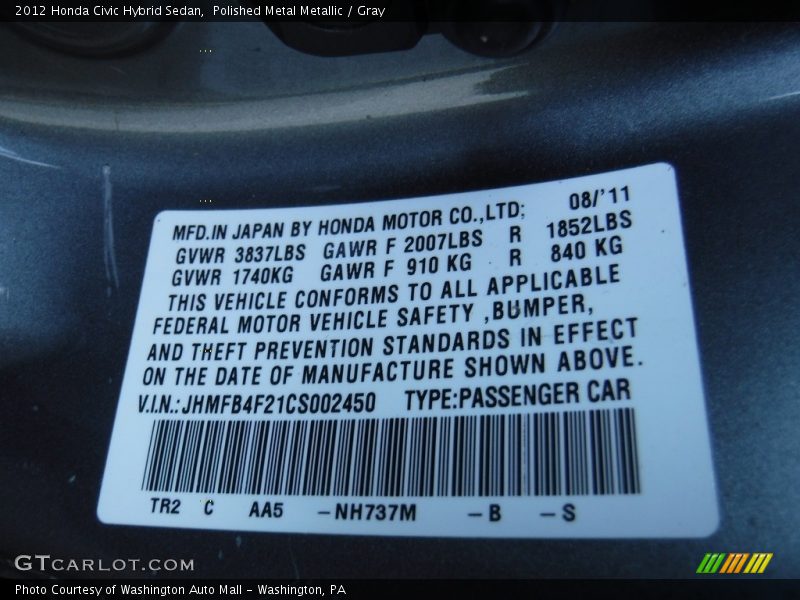 2012 Honda Civic Hybrid Sedan, Polished Metal Metallic / Gray
MFD.IN JAPAN BY HONDA MOTOR CO.,LTD; 08/'11
GVWR 3837LBS GAWR F 2007LBS R 1852LBS
GVWR 1740KG GAWR F 910 KG R 840 KG
THIS VEHICLE CONFORMS TO ALL APPLICABLE
FEDERAL MOTOR VEHICLE SAFETY ,BUMPER,
AND THEFT PREVENTION STANDARDS IN EFFECT
ON THE DATE OF MANUFACTURE SHOWN ABOVE.
V.I.N.: JHMFB4F21CS002450 TYPE:PASSENGER CAR
TR2 C AA5 –NH737M –B –S
GTCARLOT.COM
Photo Courtesy of Washington Auto Mall – Washington, PA